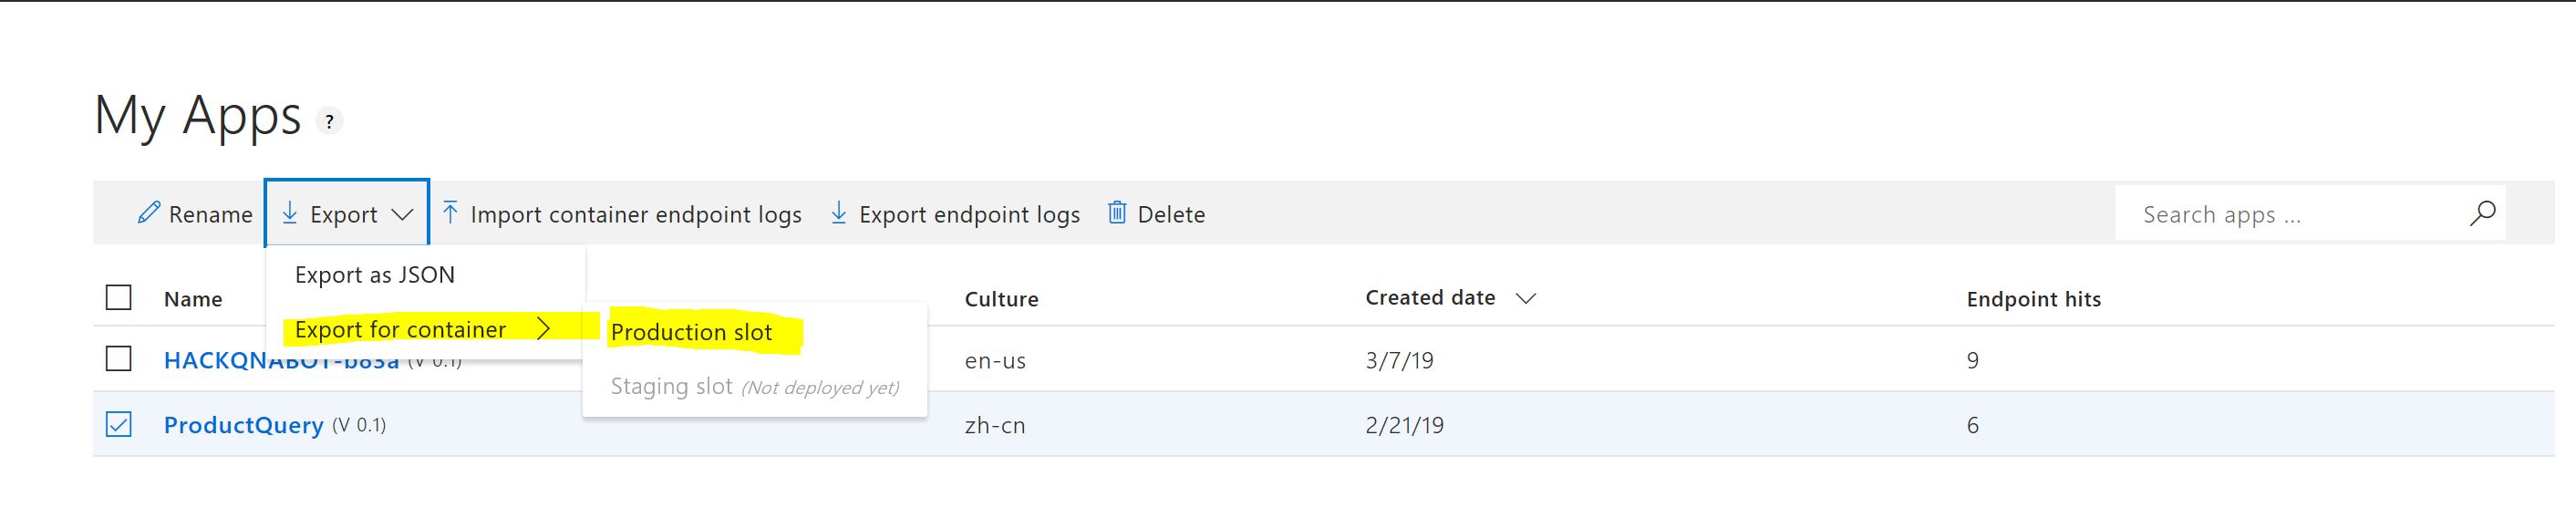 My Apps ?
Rename Export Import container endpoint logs Export endpoint logs Delete Search apps ...
Export as JSON
Name Culture Created date Endpoint hits
Export for container Production slot
HACKQNABOT-b83a (V 0.1) en-us 3/7/19 9
Staging slot (Not deployed yet)
ProductQuery (V 0.1) zh-cn 2/21/19 6